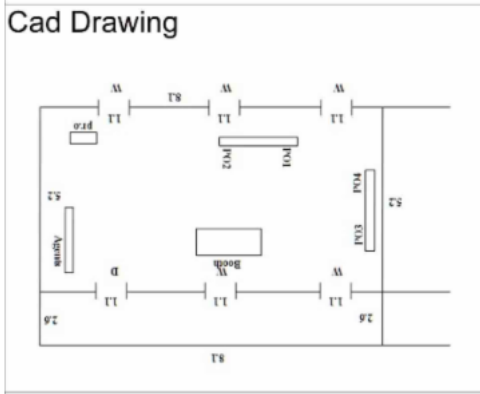 Cad Drawing
W W W
8.1
1.1 1.1 1.1
pr.o
PO2 PO1
PO4
5.2 5.2
PO3
Agents
Booth
D W W
1.1 1.1 1.1
2.6 2.6
8.1